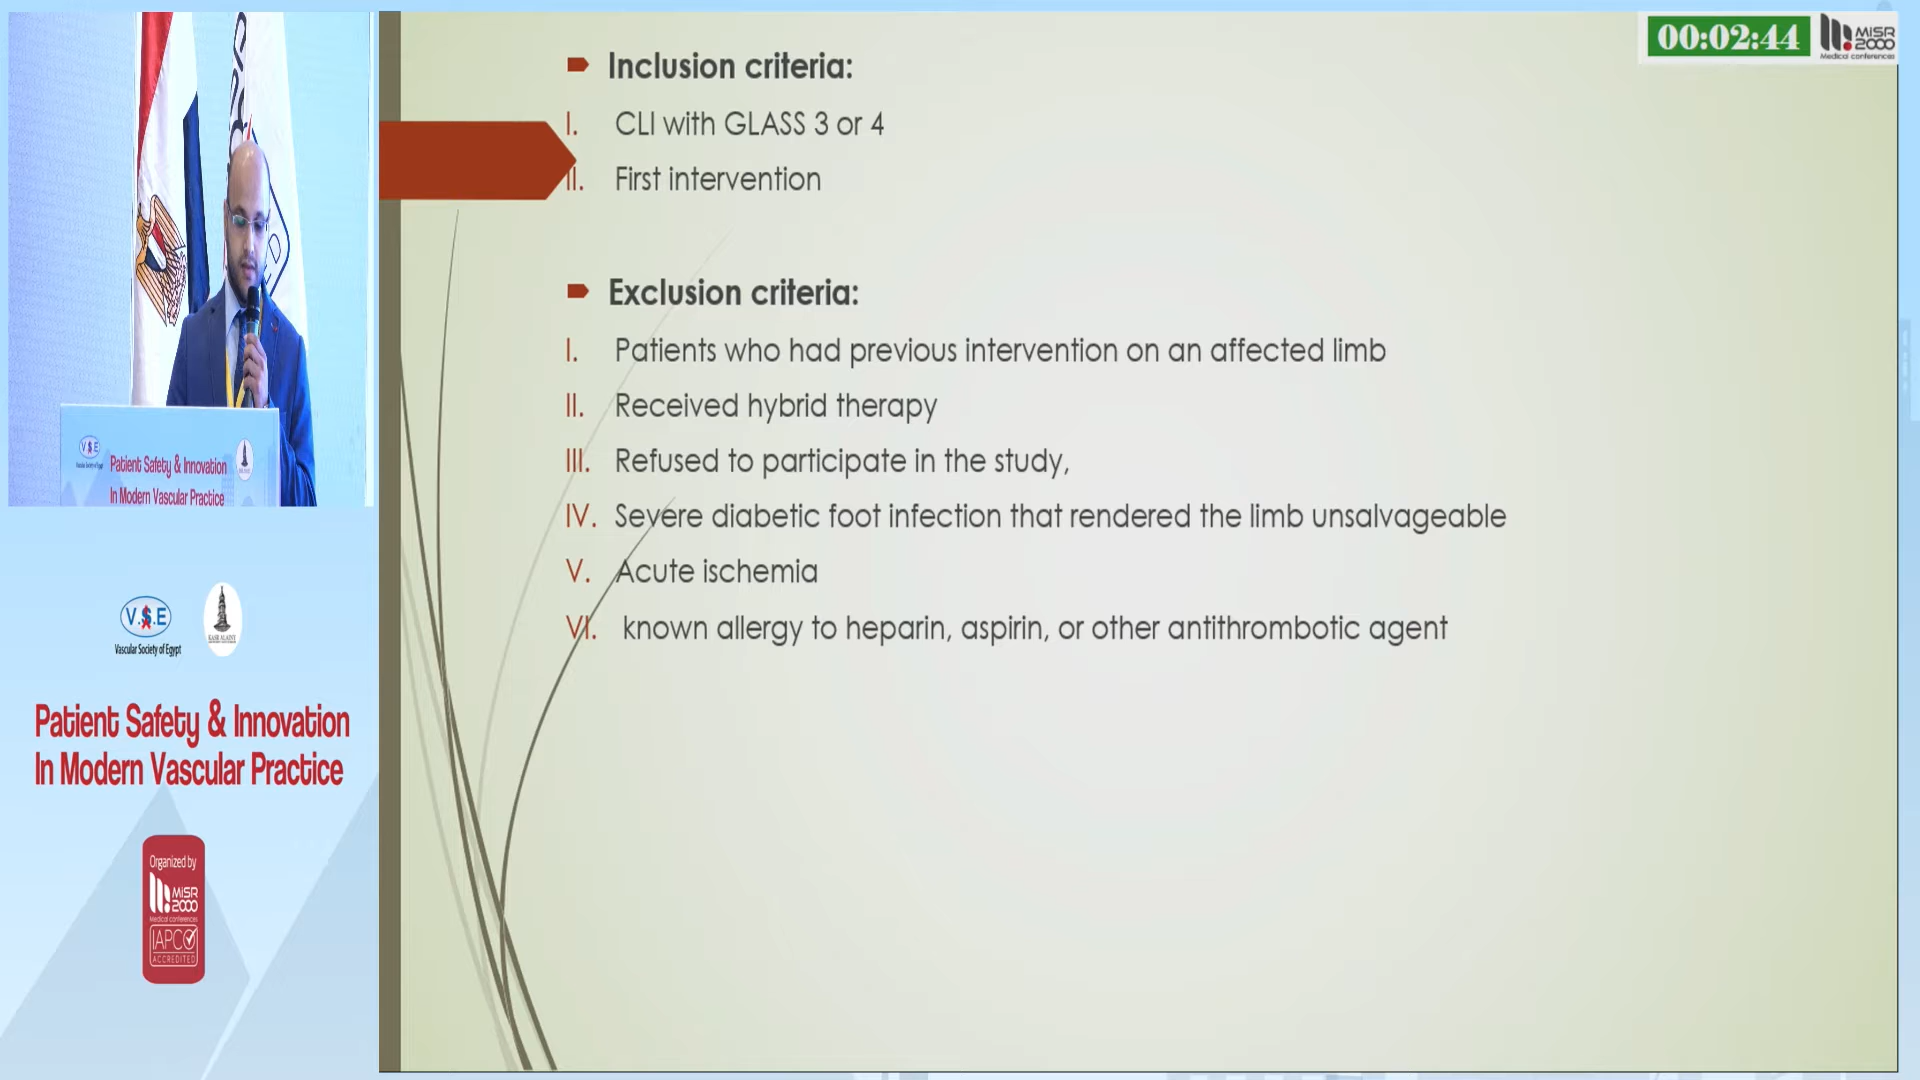 00:02:44
MISR
2000
Medical conferences
Inclusion criteria:
I. CLI with GLASS 3 or 4
II. First intervention
Exclusion criteria:
I. Patients who had previous intervention on an affected limb
II. Received hybrid therapy
III. Refused to participate in the study,
IV. Severe diabetic foot infection that rendered the limb unsalvageable
V. Acute ischemia
VI. known allergy to heparin, aspirin, or other antithrombotic agent
V.S.E
Patient Safety & Innovation
In Modern Vascular Practice
V.S.E
Vascular Society of Egypt
KASR ALAINY
Patient Safety & Innovation
In Modern Vascular Practice
Organized by
MISR
2000
Medical conferences
IAPCO
ACCREDITED